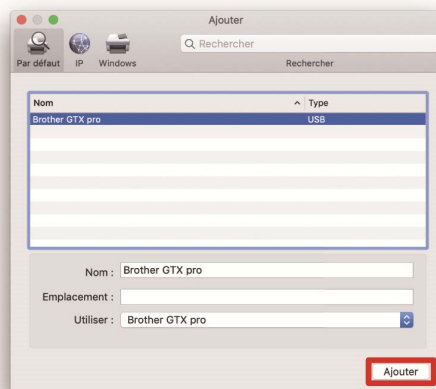 Ajouter
Rechercher
Par défaut IP Windows Rechercher
Nom Type
Brother GTX pro USB
Nom : Brother GTX pro
Emplacement :
Utiliser : Brother GTX pro
Ajouter